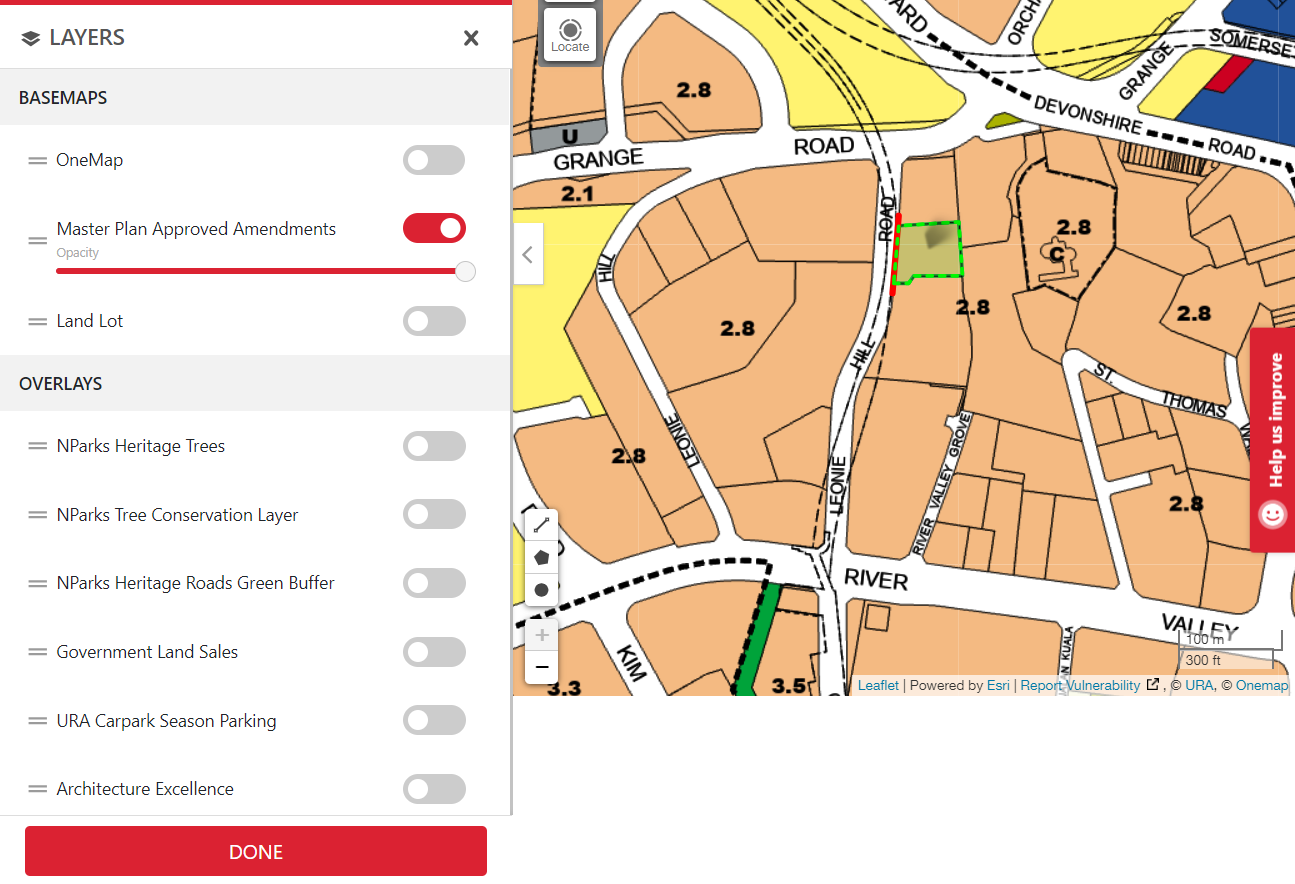 LAYERS
BASEMAPS
OneMap
Master Plan Approved Amendments
Opacity
Land Lot
OVERLAYS
NParks Heritage Trees
NParks Tree Conservation Layer
NParks Heritage Roads Green Buffer
Government Land Sales
URA Carpark Season Parking
Architecture Excellence
DONE
Locate
ARD
ORCH
SOMERSE
GRANGE
DEVONSHIRE
ROAD
2.8
U
GRANGE
ROAD
2.1
ROAD
2.8
C
HILL
2.8
2.8
2.8
HILL
ST.
THOMAS
Help us improve
LEONIE
2.8
LEONIE
RIVER VALLEY GROVE
2.8
RIVER
VALLEY
KIM
KUALA
3.3
3.5
100 m
300 ft
Leaflet | Powered by Esri | Report Vulnerability , © URA, © Onemap